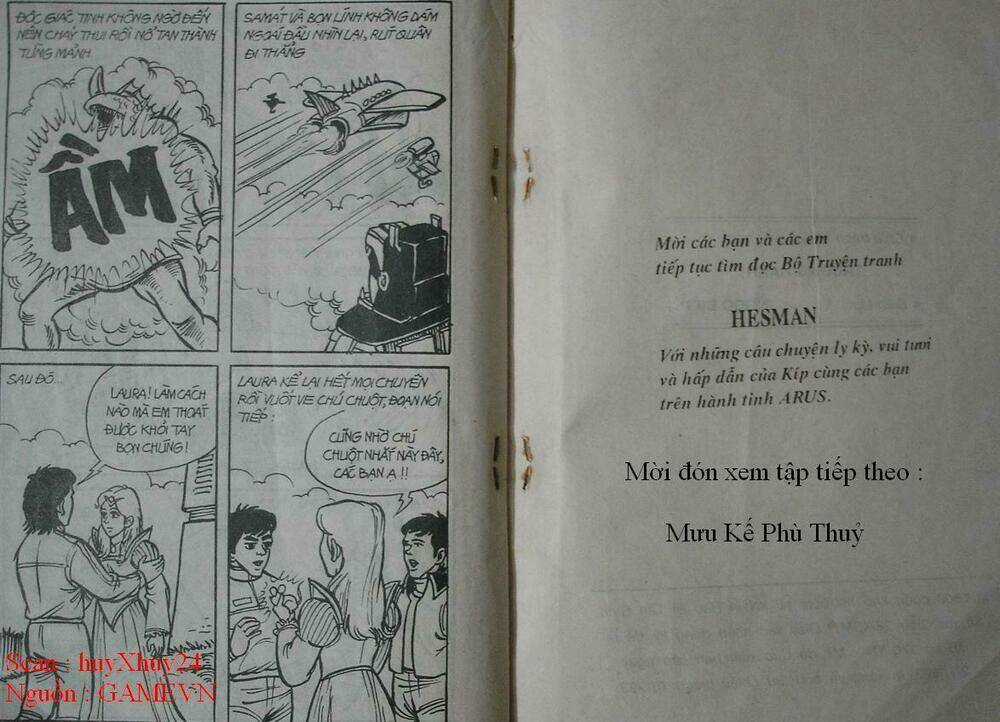 ĐỘC GIÁC TINH KHÔNG NGỜ ĐẾN
NÊN CHÁY THUI RỒI NỔ TAN THÀNH
TỪNG MẢNH
ẦM
SAMÁT VÀ BỌN LÍNH KHÔNG DÁM
NGOÁI ĐẦU NHÌN LẠI, RÚT QUÂN
ĐI THẲNG
SAU ĐÓ...
LAURA! LÀM CÁCH
NÀO MÀ EM THOÁT
ĐƯỢC KHỎI TAY
BỌN CHÚNG!
LAURA KỂ LẠI HẾT MỌI CHUYỆN
RỒI VUỐT VE CHÚ CHUỘT, ĐOẠN NÓI
TIẾP :
CŨNG NHỜ CHÚ
CHUỘT NHẮT NÀY ĐÂY,
CÁC BẠN Ạ !!
Scan : huyXhuy24
Nguồn : GAMEVN
Mời các bạn và các em
tiếp tục tìm đọc Bộ Truyện tranh
HESMAN
Với những câu chuyện ly kỳ, vui tươi
và hấp dẫn của Kíp cùng các bạn
trên hành tinh ARUS.
Mời đón xem tập tiếp theo :
Mưu Kế Phù Thuỷ